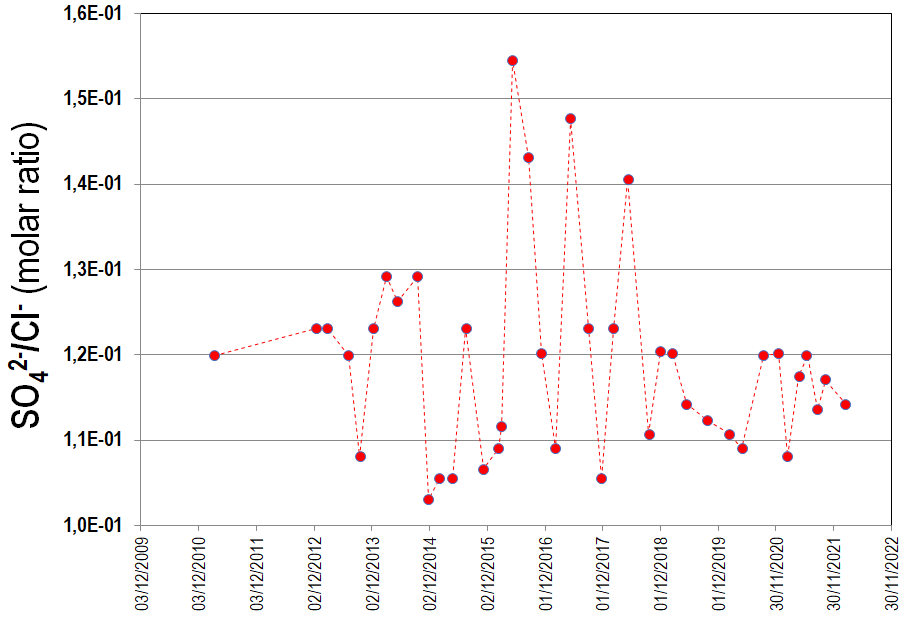 SO₄²⁻/Cl⁻ (molar ratio)
1,6E-01
1,5E-01
1,4E-01
1,3E-01
1,2E-01
1,1E-01
1,0E-01
03/12/2009
03/12/2010
03/12/2011
02/12/2012
02/12/2013
02/12/2014
02/12/2015
01/12/2016
01/12/2017
01/12/2018
01/12/2019
30/11/2020
30/11/2021
30/11/2022